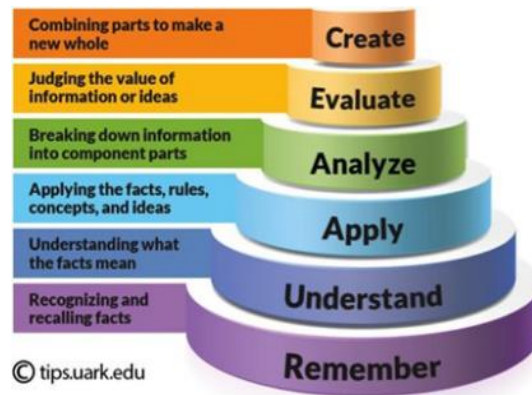 Combining parts to make a
new whole
Create
Judging the value of
information or ideas
Evaluate
Breaking down information
into component parts
Analyze
Applying the facts, rules,
concepts, and ideas
Apply
Understanding what
the facts mean
Understand
Recognizing and
recalling facts
Remember
© tips.uark.edu